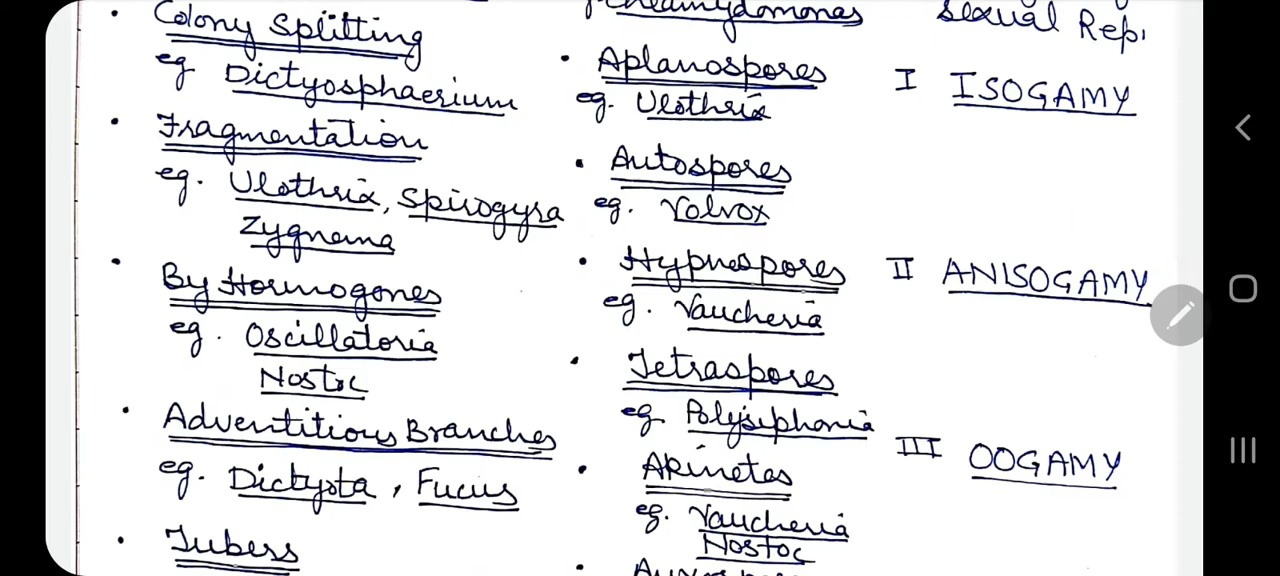 Colony Splitting
eg Dictyosphaerium
Fragmentation
eg. Ulothrix, Spirogyra
Zygnema
By Hormogones
eg. Oscillatoria
Nostoc
Adventitious Branches
eg. Dictyota, Fucus
Tubers
Chlamydomonas
Aplanospores
eg. Ulothrix
Autospores
eg. Volvox
Hypnospores
eg. Vaucheria
Tetraspores
eg Polysiphonia
Akinetes
eg. Vaucheria
Nostoc
Sexual Rep
I ISOGAMY
II ANISOGAMY
III OOGAMY